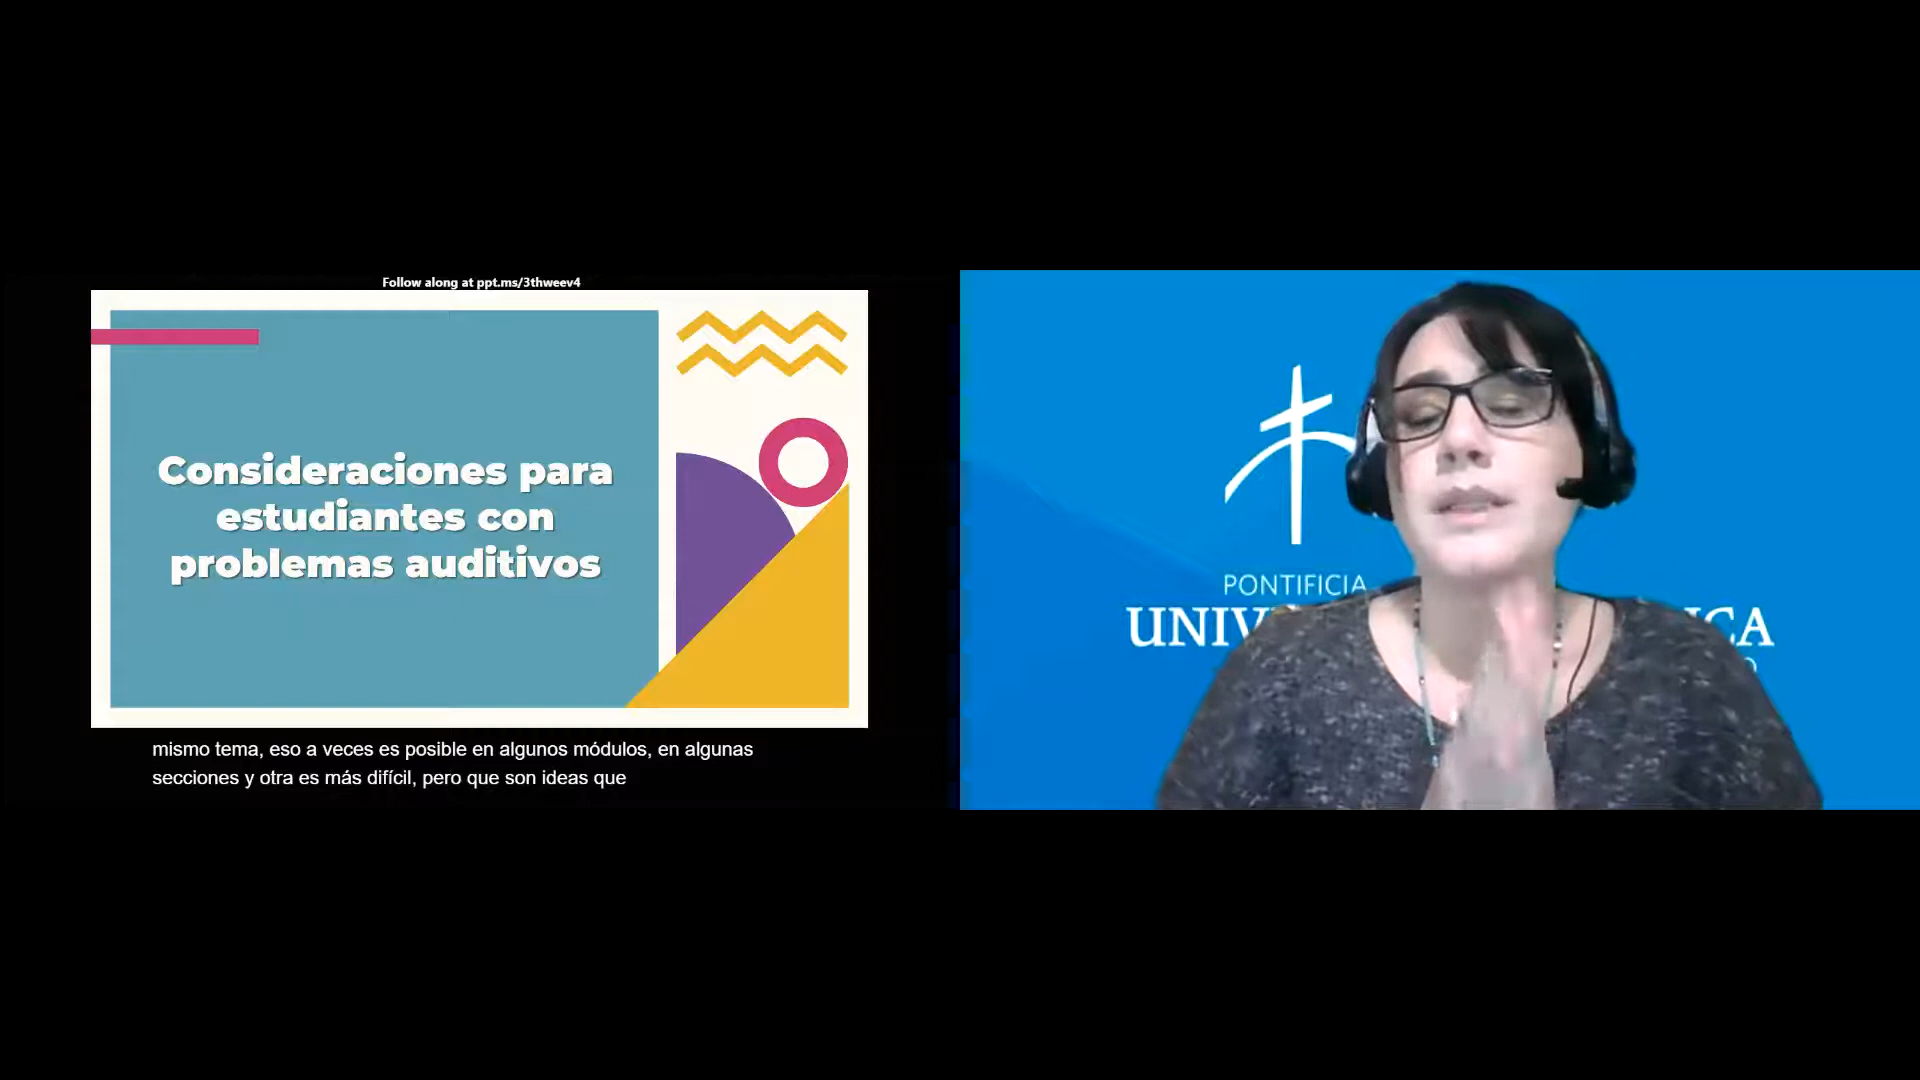 Follow along at ppt.ms/3thweev4
Consideraciones para
estudiantes con
problemas auditivos
mismo tema, eso a veces es posible en algunos módulos, en algunas
secciones y otra es más difícil, pero que son ideas que
PONTIFICIA